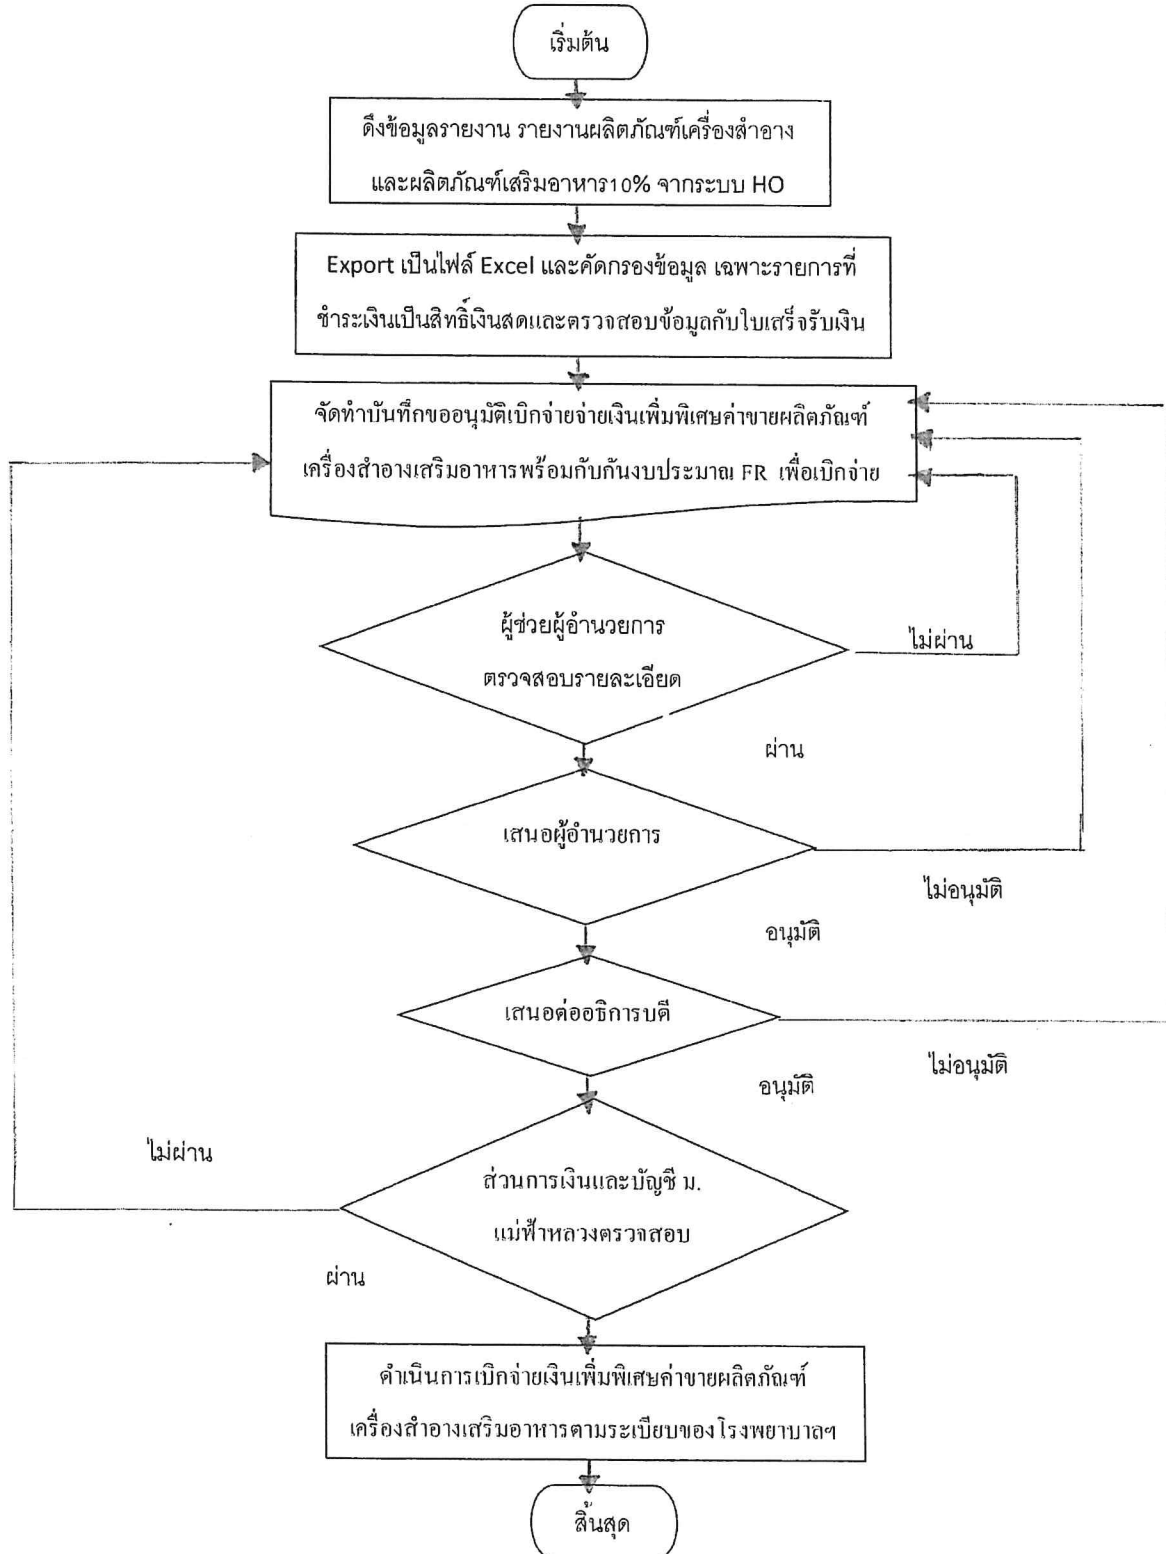 เริ่มต้น
ดึงข้อมูลรายงาน รายงานผลิตภัณฑ์เครื่องสำอาง
และผลิตภัณฑ์เสริมอาหาร10% จากระบบ HO
Export เป็นไฟล์ Excel และคัดกรองข้อมูล เฉพาะรายการที่
ชำระเงินเป็นสิทธิ์เงินสดและตรวจสอบข้อมูลกับใบเสร็จรับเงิน
จัดทำบันทึกขออนุมัติเบิกจ่ายจ่ายเงินเพิ่มพิเศษค่าขายผลิตภัณฑ์
เครื่องสำอางเสริมอาหารพร้อมกับกันงบประมาณ FR เพื่อเบิกจ่าย
ผู้ช่วยผู้อำนวยการ
ไม่ผ่าน
ตรวจสอบรายละเอียด
ผ่าน
เสนอผู้อำนวยการ
ไม่อนุมัติ
อนุมัติ
เสนอต่ออธิการบดี
ไม่อนุมัติ
อนุมัติ
ไม่ผ่าน
ส่วนการเงินและบัญชี ม.
แม่ฟ้าหลวงตรวจสอบ
ผ่าน
ดำเนินการเบิกจ่ายเงินเพิ่มพิเศษค่าขายผลิตภัณฑ์
เครื่องสำอางเสริมอาหารตามระเบียบของโรงพยาบาลฯ
สิ้นสุด